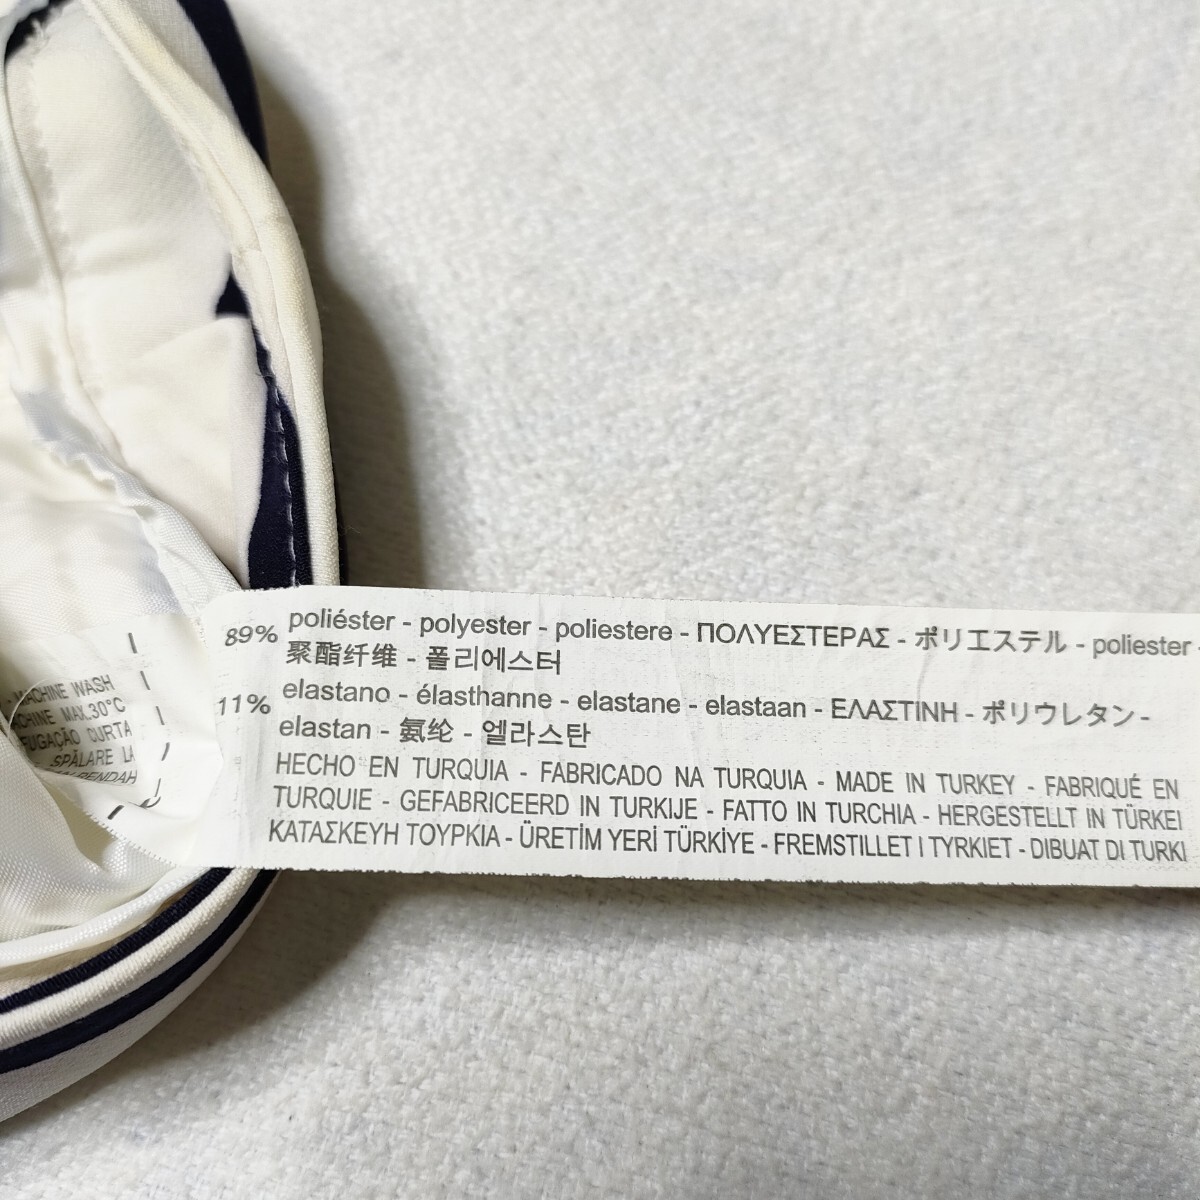 89% poliéster - polyester - poliestere - ΠΟΛΥΕΣΤΕΡΑΣ - ポリエステル - poliester -
聚酯纤维 - 폴리에스터
11% elastano - élasthanne - elastane - elastaan - ΕΛΑΣΤΙΝΗ - ポリウレタン -
elastan - 氨纶 - 엘라스탄
HECHO EN TURQUIA - FABRICADO NA TURQUIA - MADE IN TURKEY - FABRIQUÉ EN
TURQUIE - GEFABRICEERD IN TURKIJE - FATTO IN TURCHIA - HERGESTELLT IN TÜRKEI
ΚΑΤΑΣΚΕΥΗ ΤΟΥΡΚΙΑ - ÜRETİM YERİ TÜRKİYE - FREMSTILLET I TYRKIET - DIBUAT DI TURKI
- MACHINE WASH
MAX.30°C
CURTA
SPĂLARE LA